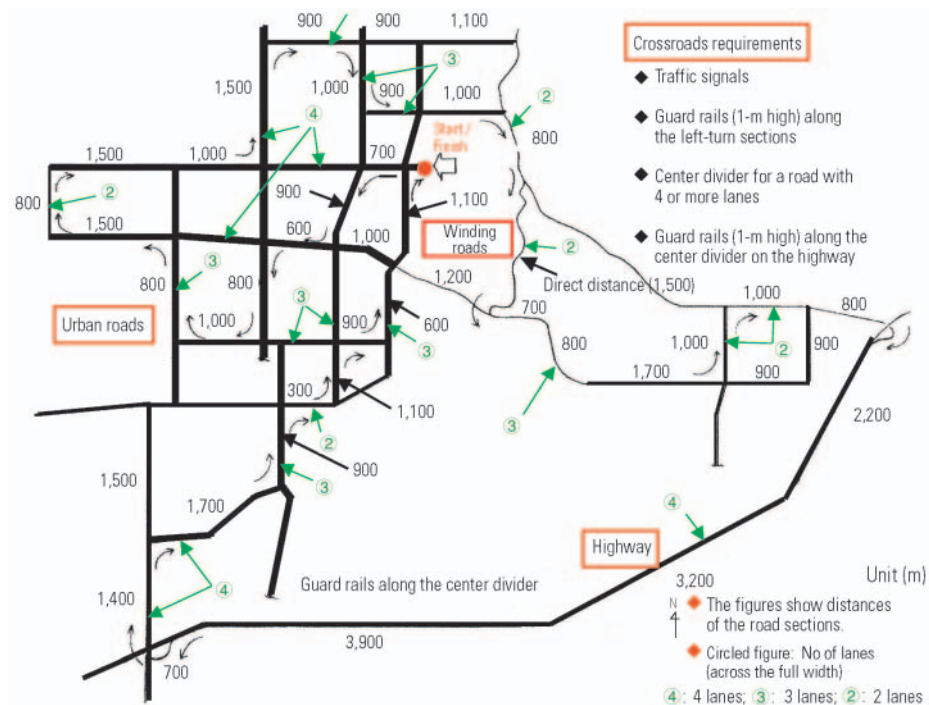 900
900
1,100
Crossroads requirements
◆ Traffic signals
◆ Guard rails (1-m high) along
the left-turn sections
◆ Center divider for a road with
4 or more lanes
◆ Guard rails (1-m high) along the
center divider on the highway
③
1,500
1,000
900
1,000
②
④
800
Start/
Finish
1,500
1,000
700
800
②
900
1,100
1,500
600
1,000
Winding
roads
②
③
800
800
1,200
Direct distance (1,500)
700
1,000
800
Urban roads
③
1,000
900
600
③
800
1,000
②
900
300
1,700
900
1,100
③
2,200
②
1,500
900
③
1,700
④
④
Highway
Guard rails along the center divider
3,200
Unit (m)
1,400
N
The figures show distances
of the road sections.
3,900
700
Circled figure: No of lanes
(across the full width)
④: 4 lanes; ③: 3 lanes; ②: 2 lanes